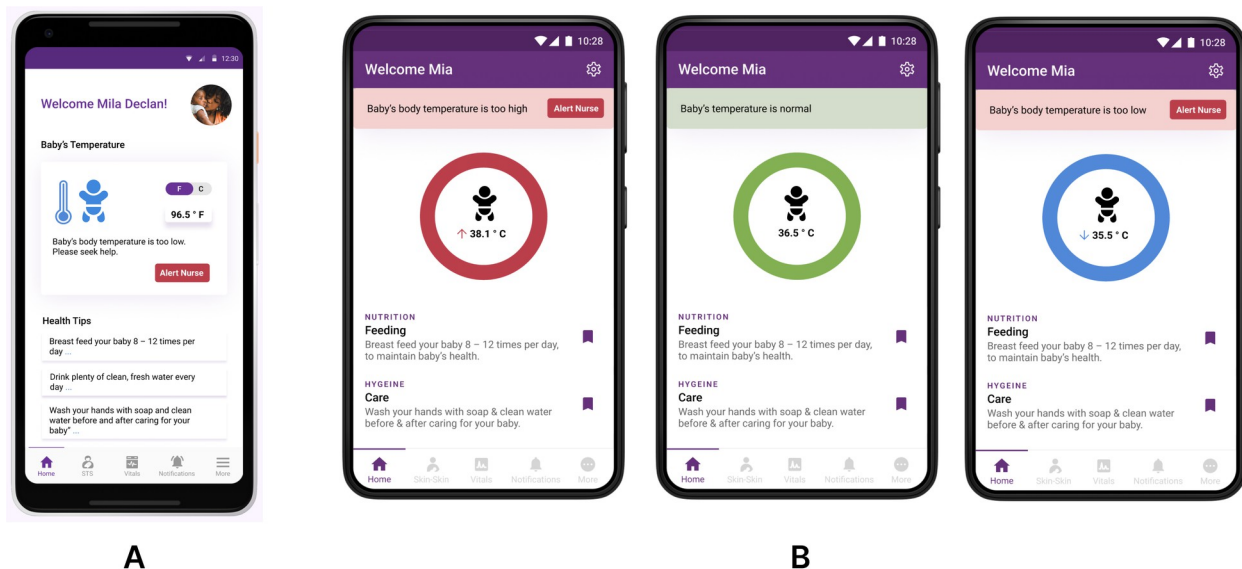 12:30
Welcome Mila Declan!
Baby's Temperature
F C
96.5 ° F
Baby's body temperature is too low.
Please seek help.
Alert Nurse
Health Tips
Breast feed your baby 8 – 12 times per
day ...
Drink plenty of clean, fresh water every
day ...
Wash your hands with soap and clean
water before and after caring for your
baby" ...
Home STS Vitals Notifications More
A
10:28
Welcome Mia
Baby's body temperature is too high Alert Nurse
↑ 38.1 ° C
NUTRITION
Feeding
Breast feed your baby 8 – 12 times per day,
to maintain baby's health.
HYGEINE
Care
Wash your hands with soap & clean water
before & after caring for your baby.
Home Skin-Skin Vitals Notifications More
10:28
Welcome Mia
Baby's temperature is normal
36.5 ° C
NUTRITION
Feeding
Breast feed your baby 8 – 12 times per day,
to maintain baby's health.
HYGEINE
Care
Wash your hands with soap & clean water
before & after caring for your baby.
Home Skin-Skin Vitals Notifications More
10:28
Welcome Mia
Baby's body temperature is too low Alert Nurse
↓ 35.5 ° C
NUTRITION
Feeding
Breast feed your baby 8 – 12 times per day,
to maintain baby's health.
HYGEINE
Care
Wash your hands with soap & clean water
before & after caring for your baby.
Home Skin-Skin Vitals Notifications More
B